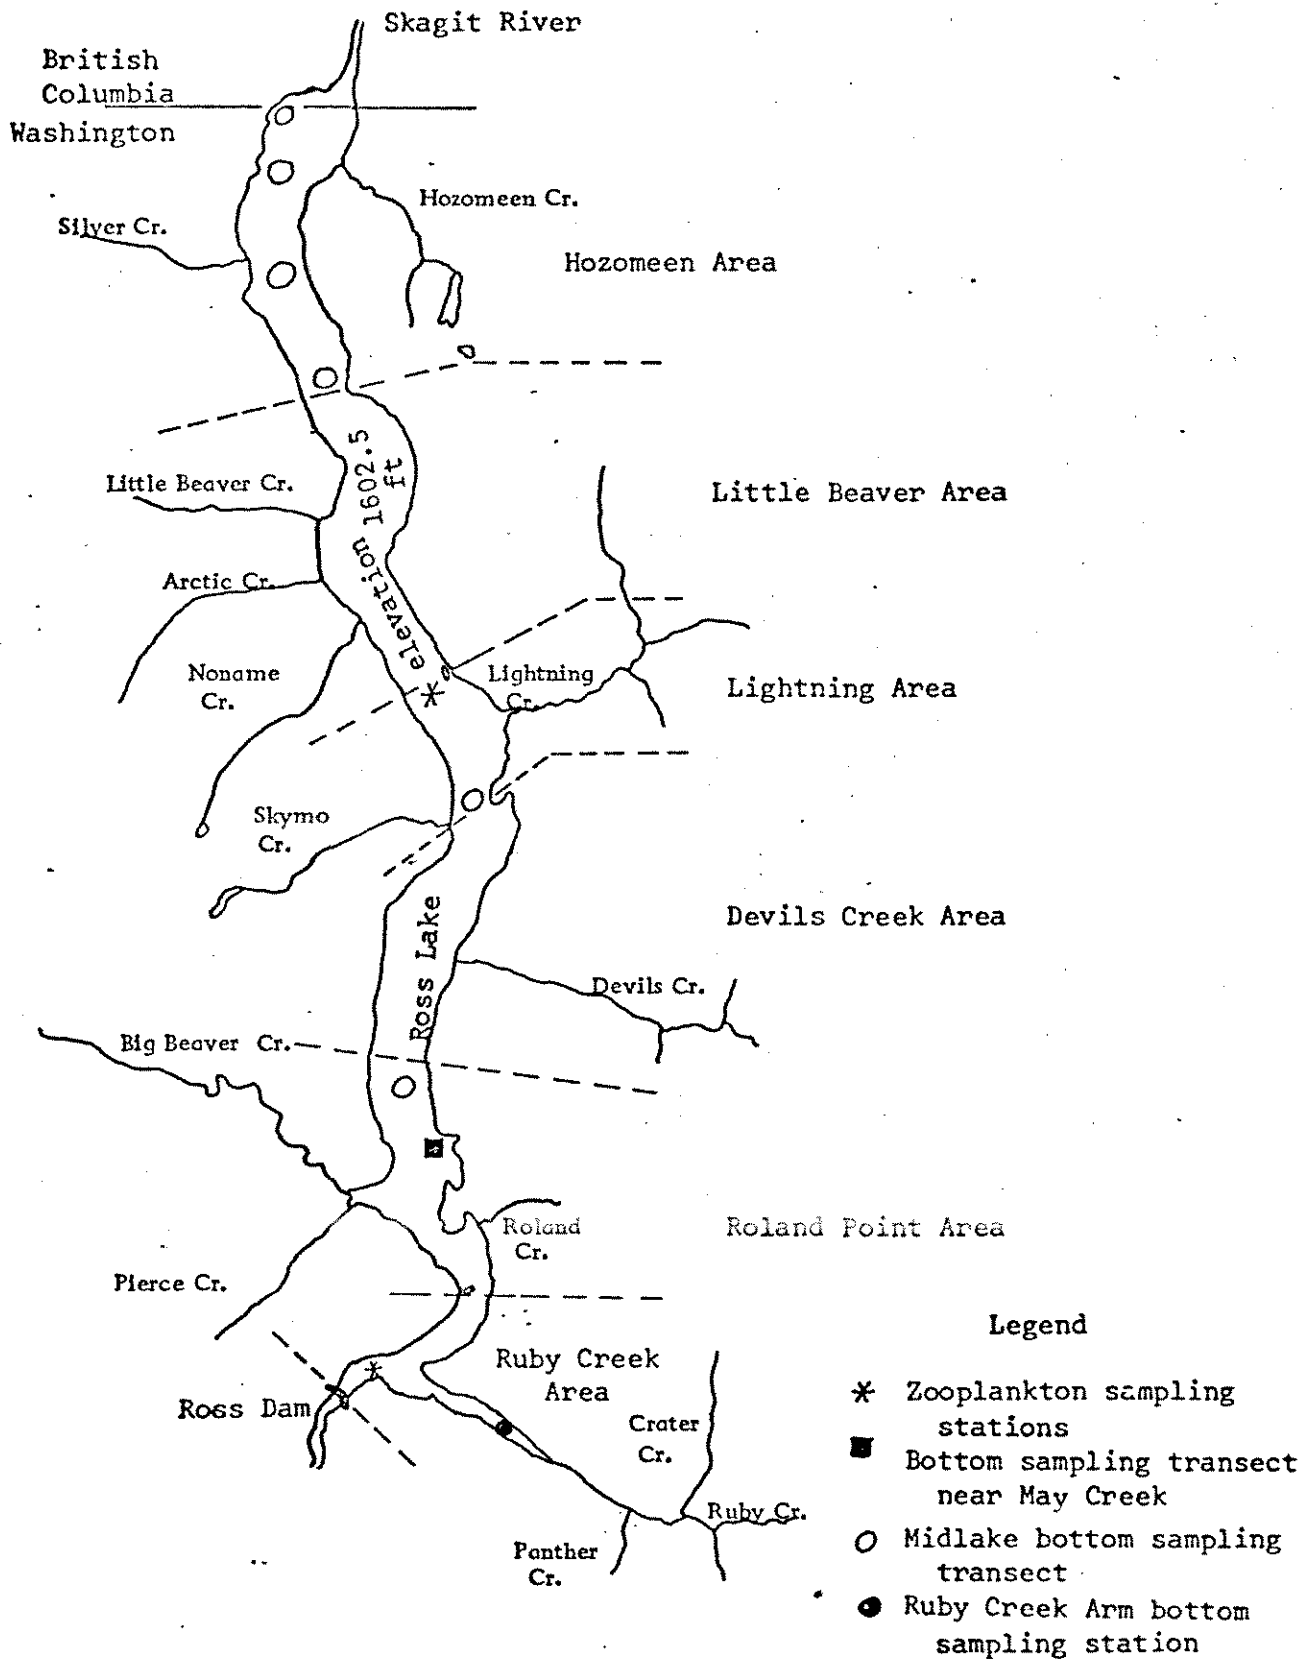 Skagit River
British
Columbia
Washington
Hozomeen Cr.
Silver Cr.
Hozomeen Area
elevation 1602.5
ft
Little Beaver Cr.
Little Beaver Area
Arctic Cr.
Noname
Cr.
Lightning
Cr.
Lightning Area
Skymo
Cr.
Ross Lake
Devils Creek Area
Devils Cr.
Big Beaver Cr.
Roland
Cr.
Roland Point Area
Pierce Cr.
Ruby Creek
Area
Ross Dam
Crater
Cr.
Ruby Cr.
Panther
Cr.
Legend
Zooplankton sampling
stations
Bottom sampling transect
near May Creek
Midlake bottom sampling
transect
Ruby Creek Arm bottom
sampling station